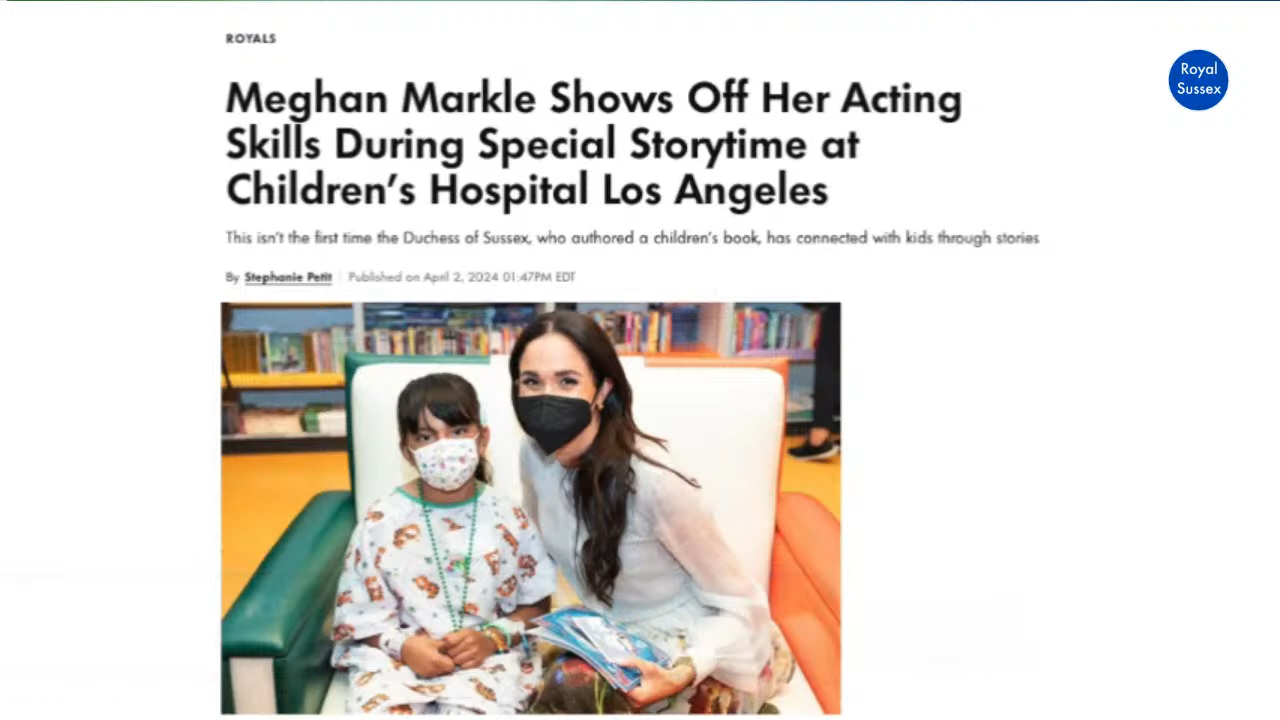 ROYALS
Royal
Sussex
Meghan Markle Shows Off Her Acting
Skills During Special Storytime at
Children's Hospital Los Angeles
This isn't the first time the Duchess of Sussex, who authored a children's book, has connected with kids through stories
By Stephanie Petit | Published on April 2, 2024 01:47PM EDT